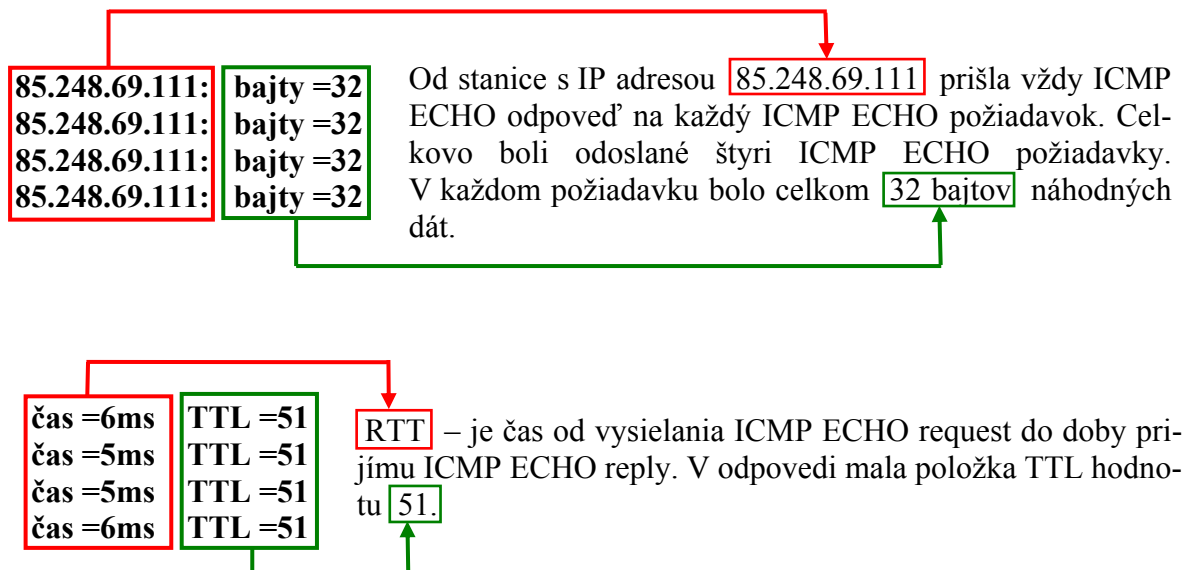 85.248.69.111: bajty =32
85.248.69.111: bajty =32
85.248.69.111: bajty =32
85.248.69.111: bajty =32
Od stanice s IP adresou 85.248.69.111 prišla vždy ICMP
ECHO odpoveď na každý ICMP ECHO požiadavok. Cel-
kovo boli odoslané štyri ICMP ECHO požiadavky.
V každom požiadavku bolo celkom 32 bajtov náhodných
dát.
čas =6ms TTL =51
čas =5ms TTL =51
čas =5ms TTL =51
čas =6ms TTL =51
RTT – je čas od vysielania ICMP ECHO request do doby pri-
jímu ICMP ECHO reply. V odpovedi mala položka TTL hodno-
tu 51.